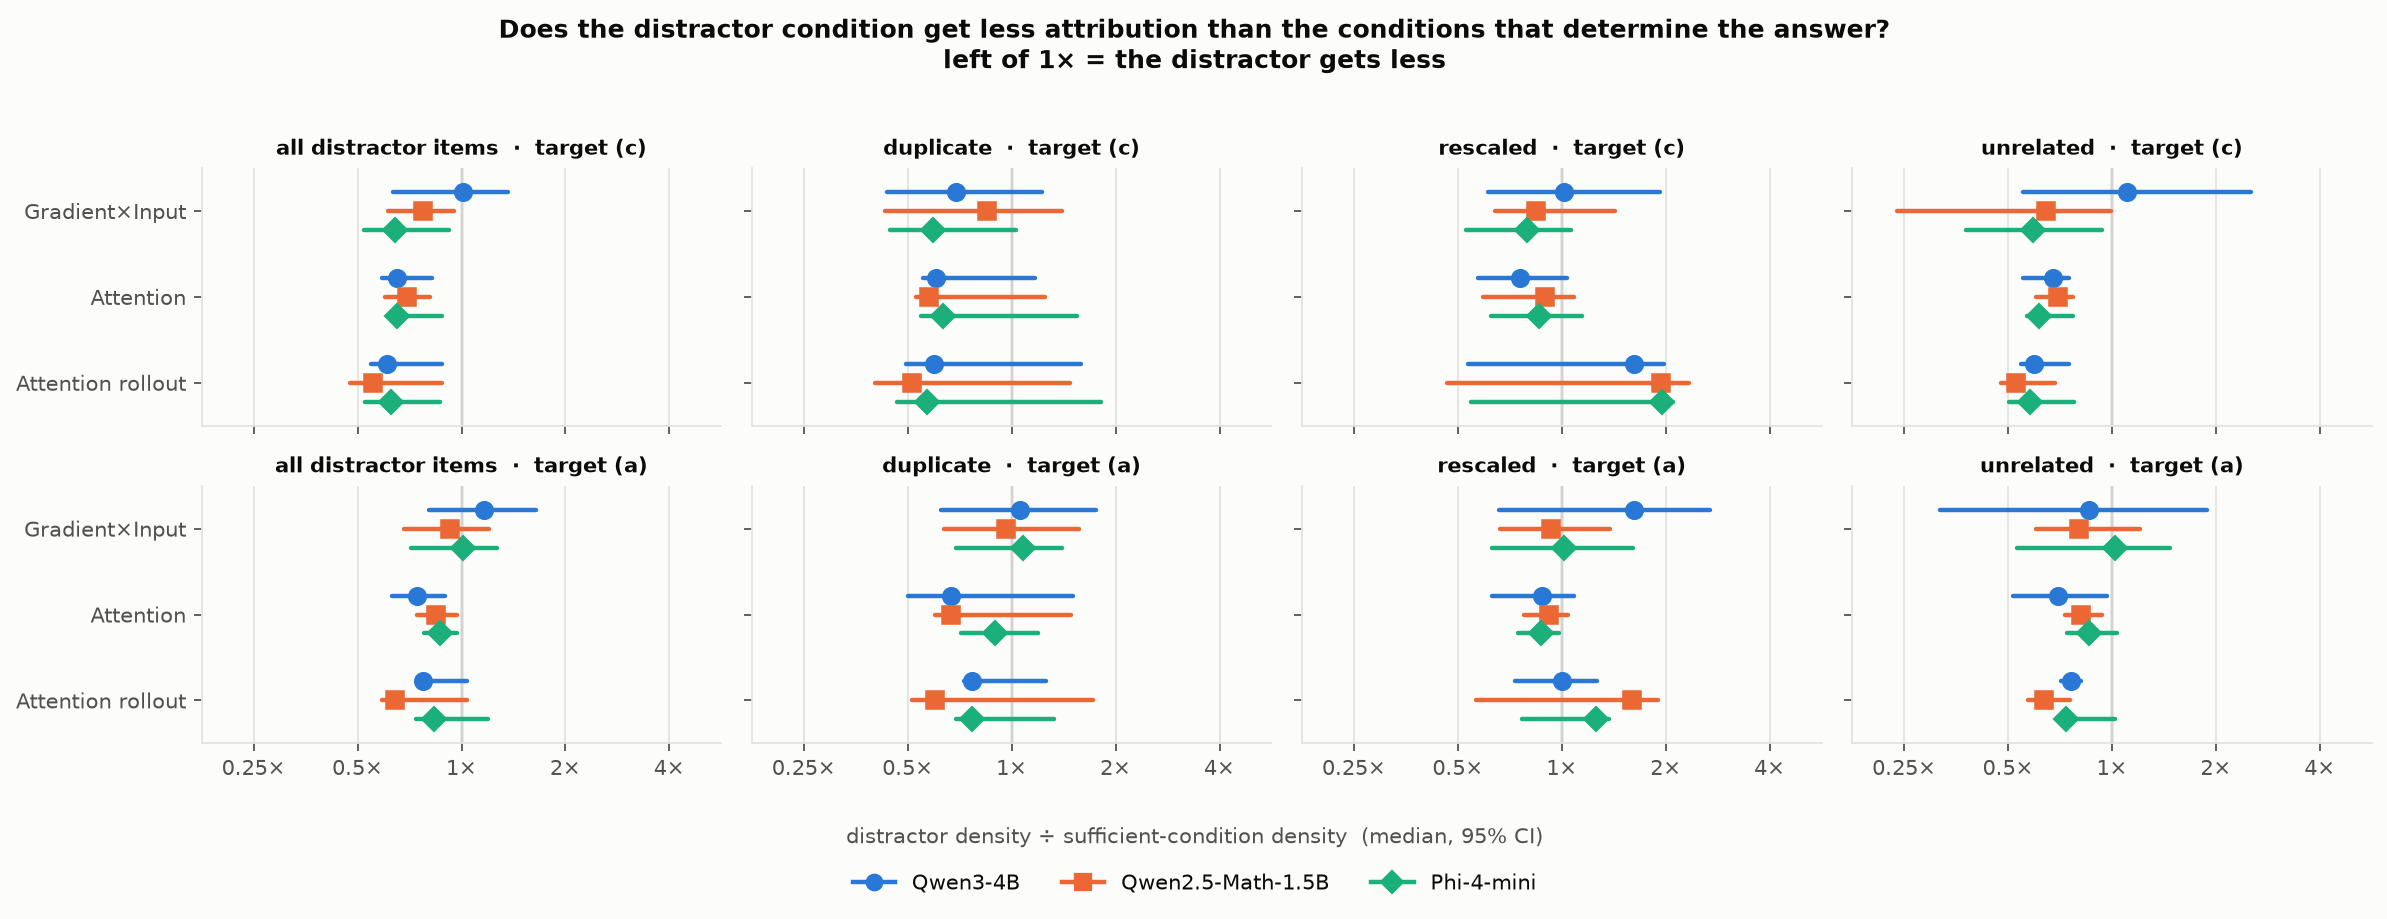 Does the distractor condition get less attribution than the conditions that determine the answer?
left of 1× = the distractor gets less
all distractor items · target (c)
duplicate · target (c)
rescaled · target (c)
unrelated · target (c)
Gradient×Input
Attention
Attention rollout
all distractor items · target (a)
duplicate · target (a)
rescaled · target (a)
unrelated · target (a)
Gradient×Input
Attention
Attention rollout
0.25× 0.5× 1× 2× 4×
0.25× 0.5× 1× 2× 4×
0.25× 0.5× 1× 2× 4×
0.25× 0.5× 1× 2× 4×
distractor density ÷ sufficient-condition density (median, 95% CI)
Qwen3-4B Qwen2.5-Math-1.5B Phi-4-mini